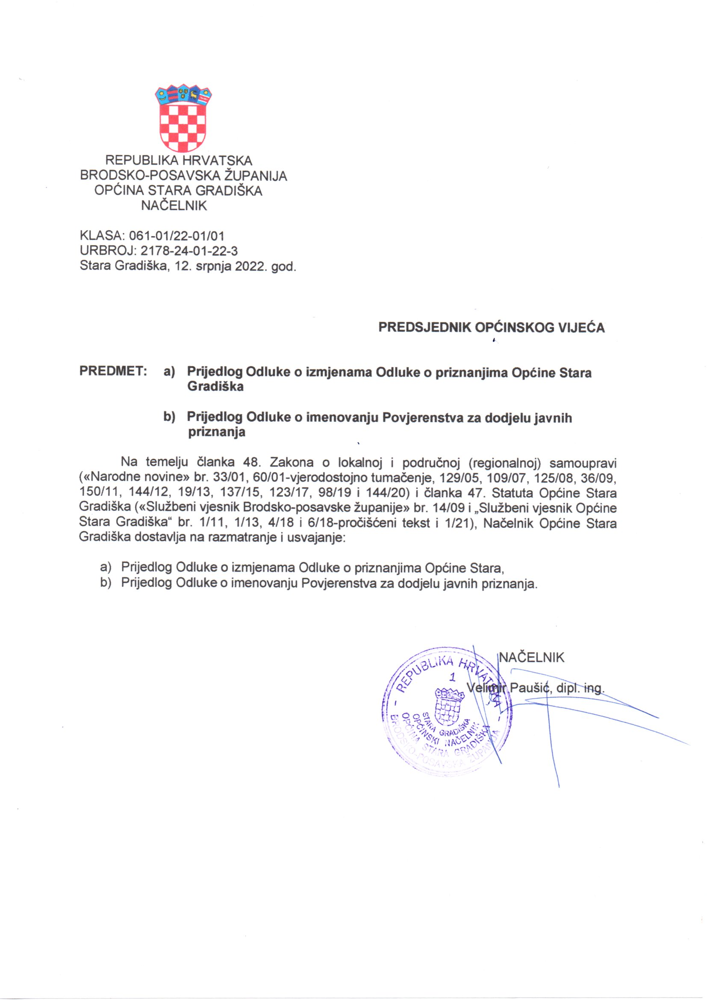 REPUBLIKA HRVATSKA
BRODSKO-POSAVSKA ŽUPANIJA
OPĆINA STARA GRADIŠKA
NAČELNIK
KLASA: 061-01/22-01/01
URBROJ: 2178-24-01-22-3
Stara Gradiška, 12. srpnja 2022. god.
PREDSJEDNIK OPĆINSKOG VIJEĆA
PREDMET: a) Prijedlog Odluke o izmjenama Odluke o priznanjima Općine Stara
Gradiška
b) Prijedlog Odluke o imenovanju Povjerenstva za dodjelu javnih
priznanja
Na temelju članka 48. Zakona o lokalnoj i područnoj (regionalnoj) samoupravi
(«Narodne novine» br. 33/01, 60/01-vjerodostojno tumačenje, 129/05, 109/07, 125/08, 36/09,
150/11, 144/12, 19/13, 137/15, 123/17, 98/19 i 144/20) i članka 47. Statuta Općine Stara
Gradiška («Službeni vjesnik Brodsko-posavske županije» br. 14/09 i „Službeni vjesnik Općine
Stara Gradiška“ br. 1/11, 1/13, 4/18 i 6/18-pročišćeni tekst i 1/21), Načelnik Općine Stara
Gradiška dostavlja na razmatranje i usvajanje:
a) Prijedlog Odluke o izmjenama Odluke o priznanjima Općine Stara,
b) Prijedlog Odluke o imenovanju Povjerenstva za dodjelu javnih priznanja.
NAČELNIK
Velimir Paušić, dipl. ing.
- REPUBLIKA HRVATSKA -
1
STARA GRADIŠKA
OPĆINSKI NAČELNIK
OPĆINA STARA GRADIŠKA
BRODSKO-POSAVSKA ŽUPANIJA